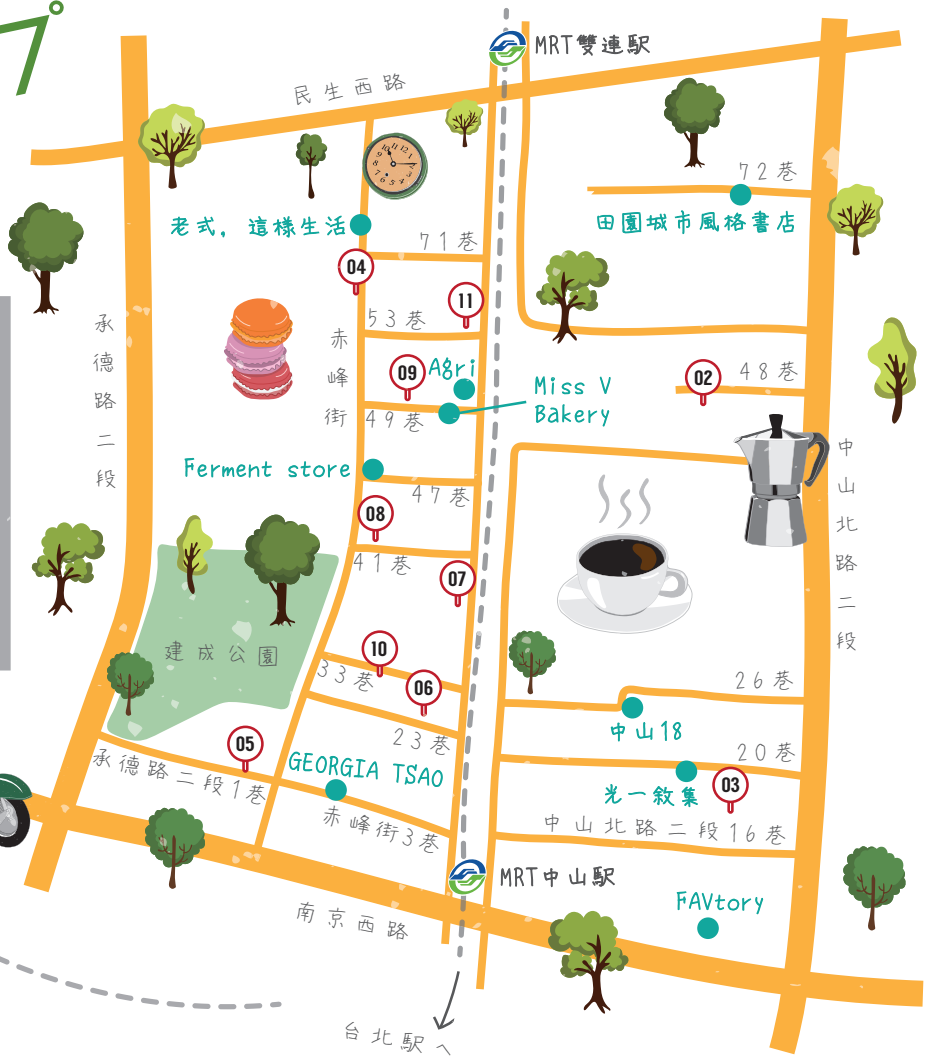 プ
MRT雙連駅
民生西路
72巷
田園城市風格書店
老式，這樣生活
71巷
04
11
53巷
承德路二段
赤峰街
09
Agri
02
48巷
Miss V
Bakery
49巷
中山北路二段
Ferment store
47巷
08
41巷
07
建成公園
10
33巷
06
26巷
中山18
23巷
05
20巷
GEORGIA TSAO
承德路二段1巷
光一敘集
03
赤峰街3巷
中山北路二段16巷
MRT中山駅
FAVtory
南京西路
台北駅へ